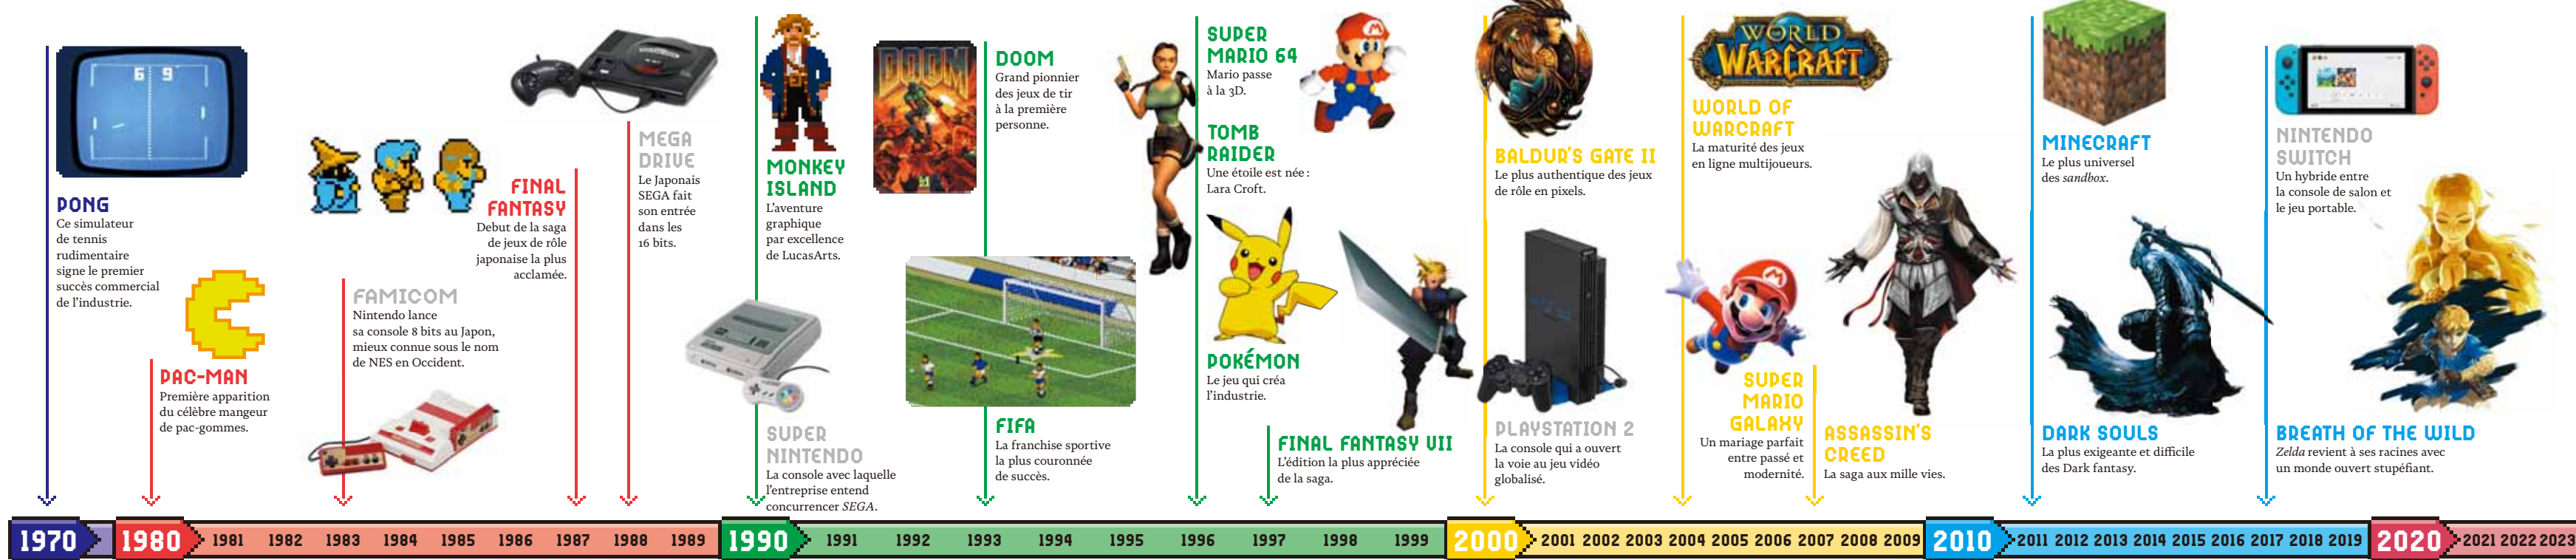 6 9
PONG
Ce simulateur
de tennis
rudimentaire
signe le premier
succès commercial
de l'industrie.
PAC-MAN
Première apparition
du célèbre mangeur
de pac-gommes.
FAMICOM
Nintendo lance
sa console 8 bits au Japon,
mieux connue sous le nom
de NES en Occident.
FINAL
FANTASY
Debut de la saga
de jeux de rôle
japonaise la plus
acclamée.
MEGA
DRIVE
Le Japonais
SEGA fait
son entrée
dans les
16 bits.
MONKEY
ISLAND
L'aventure
graphique
par excellence
de LucasArts.
SUPER
NINTENDO
La console avec laquelle
l'entreprise entend
concurrencer SEGA.
DOOM
DOOM
Grand pionnier
des jeux de tir
à la première
personne.
FIFA
La franchise sportive
la plus couronnée
de succès.
SUPER
MARIO 64
Mario passe
à la 3D.
TOMB
RAIDER
Une étoile est née :
Lara Croft.
POKÉMON
Le jeu qui créa
l'industrie.
FINAL FANTASY VII
L'édition la plus appréciée
de la saga.
BALDUR'S GATE II
Le plus authentique des jeux
de rôle en pixels.
PLAYSTATION 2
La console qui a ouvert
la voie au jeu vidéo
globalisé.
WORLD
WARCRAFT
WORLD OF
WARCRAFT
La maturité des jeux
en ligne multijoueurs.
SUPER
MARIO
GALAXY
Un mariage parfait
entre passé et
modernité.
ASSASSIN'S
CREED
La saga aux mille vies.
MINECRAFT
Le plus universel
des sandbox.
DARK SOULS
La plus exigeante et difficile
des Dark fantasy.
NINTENDO
SWITCH
Un hybride entre
la console de salon et
le jeu portable.
BREATH OF THE WILD
Zelda revient à ses racines avec
un monde ouvert stupéfiant.
1970 1980 1981 1982 1983 1984 1985 1986 1987 1988 1989 1990 1991 1992 1993 1994 1995 1996 1997 1998 1999 2000 2001 2002 2003 2004 2005 2006 2007 2008 2009 2010 2011 2012 2013 2014 2015 2016 2017 2018 2019 2020 2021 2022 2023